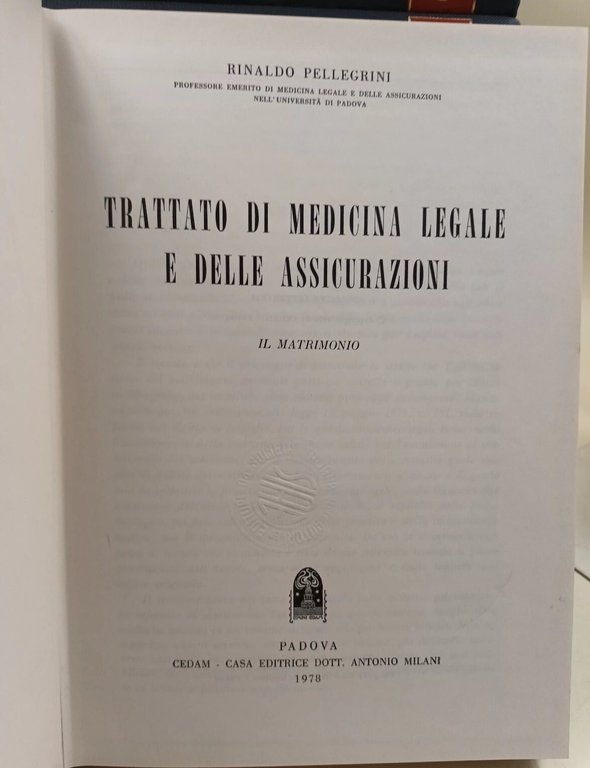 RINALDO PELLEGRINI
PROFESSORE EMERITO DI MEDICINA LEGALE E DELLE ASSICURAZIONI
NELL'UNIVERSITÀ DI PADOVA
TRATTATO DI MEDICINA LEGALE
E DELLE ASSICURAZIONI
IL MATRIMONIO
PADOVA
CEDAM - CASA EDITRICE DOTT. ANTONIO MILANI
1978